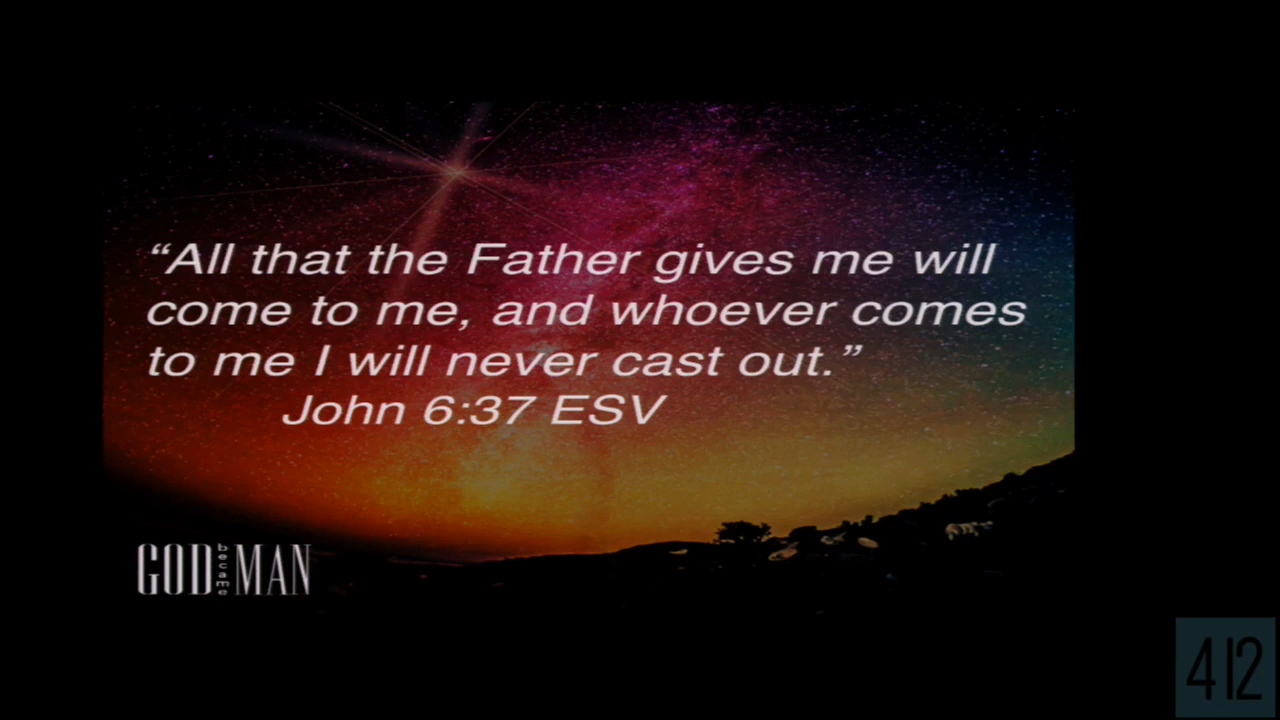 “All that the Father gives me will
come to me, and whoever comes
to me I will never cast out.”
John 6:37 ESV
GOD became MAN
412